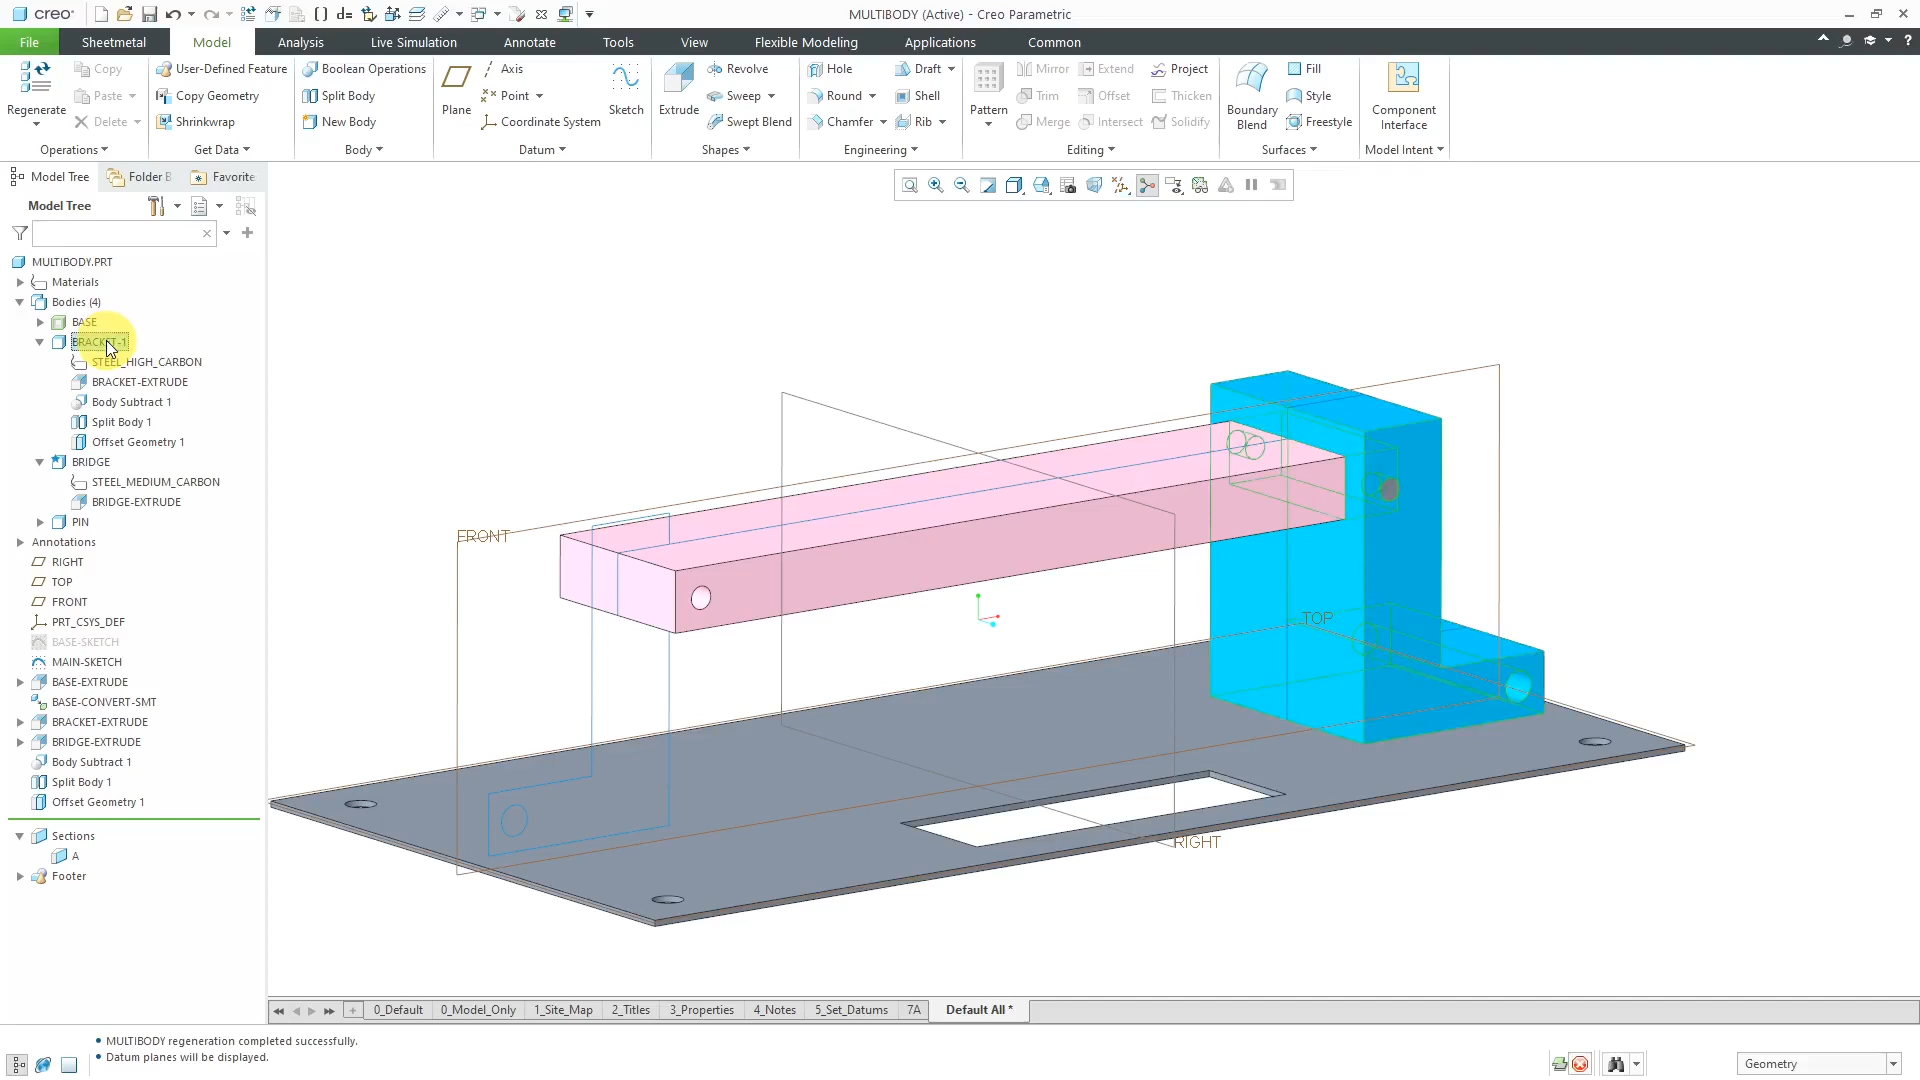 creo® d= MULTIBODY (Active) - Creo Parametric
File Sheetmetal Model Analysis Live Simulation Annotate Tools View Flexible Modeling Applications Common
Copy User-Defined Feature Boolean Operations Axis Revolve Hole Draft Mirror Extend Project Fill
Paste Copy Geometry Split Body Point Sweep Round Shell Trim Offset Thicken Style
Regenerate Plane Sketch Extrude Pattern Boundary Blend Component Interface
Delete Shrinkwrap New Body Coordinate System Swept Blend Chamfer Rib Merge Intersect Solidify Freestyle
Operations Get Data Body Datum Shapes Engineering Editing Surfaces Model Intent
Model Tree Folder B Favorite
Model Tree
MULTIBODY.PRT
Materials
Bodies (4)
BASE
BRACKET-1
STEEL_HIGH_CARBON
BRACKET-EXTRUDE
Body Subtract 1
Split Body 1
Offset Geometry 1
BRIDGE
STEEL_MEDIUM_CARBON
BRIDGE-EXTRUDE
PIN
Annotations
RIGHT
TOP
FRONT
PRT_CSYS_DEF
BASE-SKETCH
MAIN-SKETCH
BASE-EXTRUDE
BASE-CONVERT-SMT
BRACKET-EXTRUDE
BRIDGE-EXTRUDE
Body Subtract 1
Split Body 1
Offset Geometry 1
Sections
A
Footer
FRONT
TOP
RIGHT
0_Default 0_Model_Only 1_Site_Map 2_Titles 3_Properties 4_Notes 5_Set_Datums 7A Default All *
• MULTIBODY regeneration completed successfully.
• Datum planes will be displayed.
Geometry